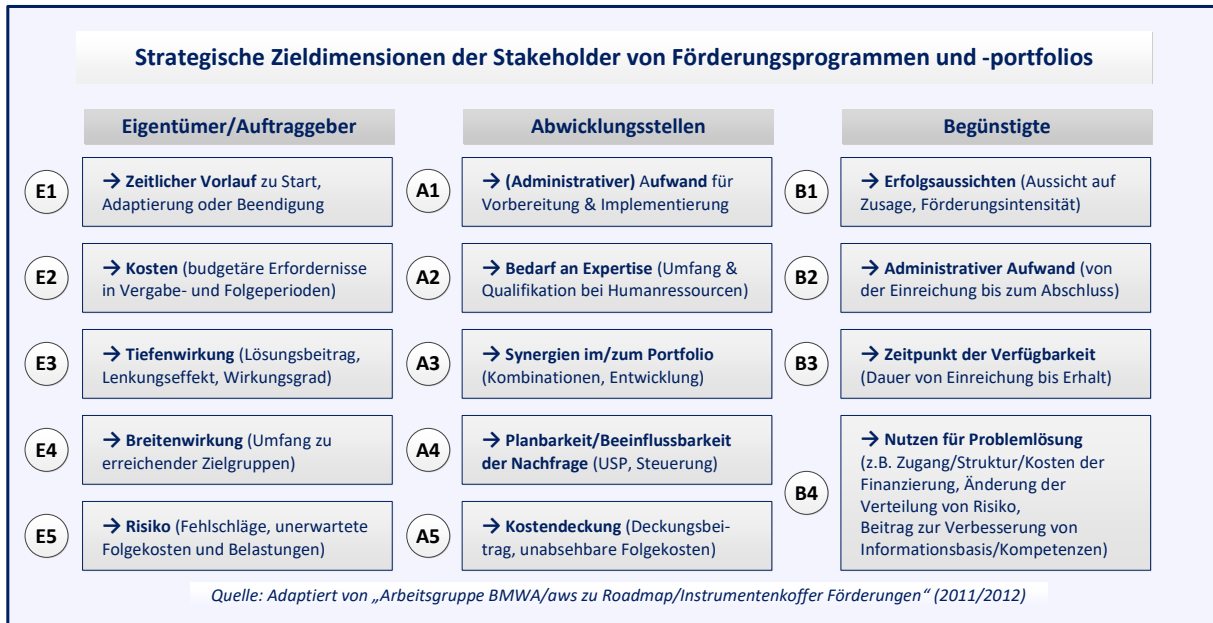 Strategische Zieldimensionen der Stakeholder von Förderungsprogrammen und -portfolios
Eigentümer/Auftraggeber
E1
→ Zeitlicher Vorlauf zu Start,
Adaptierung oder Beendigung
E2
→ Kosten (budgetäre Erfordernisse
in Vergabe- und Folgeperioden)
E3
→ Tiefenwirkung (Lösungsbeitrag,
Lenkungseffekt, Wirkungsgrad)
E4
→ Breitenwirkung (Umfang zu
erreichender Zielgruppen)
E5
→ Risiko (Fehlschläge, unerwartete
Folgekosten und Belastungen)
Abwicklungsstellen
A1
→ (Administrativer) Aufwand für
Vorbereitung & Implementierung
A2
→ Bedarf an Expertise (Umfang &
Qualifikation bei Humanressourcen)
A3
→ Synergien im/zum Portfolio
(Kombinationen, Entwicklung)
A4
→ Planbarkeit/Beeinflussbarkeit
der Nachfrage (USP, Steuerung)
A5
→ Kostendeckung (Deckungsbei-
trag, unabsehbare Folgekosten)
Begünstigte
B1
→ Erfolgsaussichten (Aussicht auf
Zusage, Förderungsintensität)
B2
→ Administrativer Aufwand (von
der Einreichung bis zum Abschluss)
B3
→ Zeitpunkt der Verfügbarkeit
(Dauer von Einreichung bis Erhalt)
B4
→ Nutzen für Problemlösung
(z.B. Zugang/Struktur/Kosten der
Finanzierung, Änderung der
Verteilung von Risiko,
Beitrag zur Verbesserung von
Informationsbasis/Kompetenzen)
Quelle: Adaptiert von „Arbeitsgruppe BMWA/aws zu Roadmap/Instrumentenkoffer Förderungen“ (2011/2012)